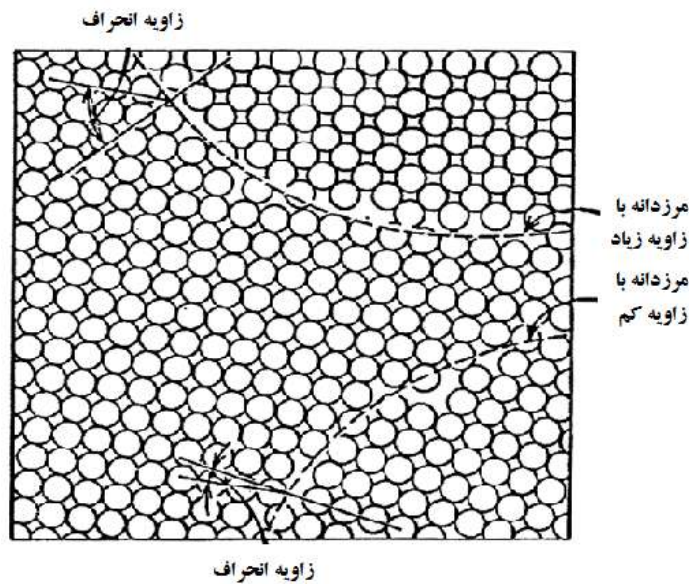 زاویه انحراف
مرزدانه با
زاویه زیاد
مرزدانه با
زاویه کم
زاویه انحراف